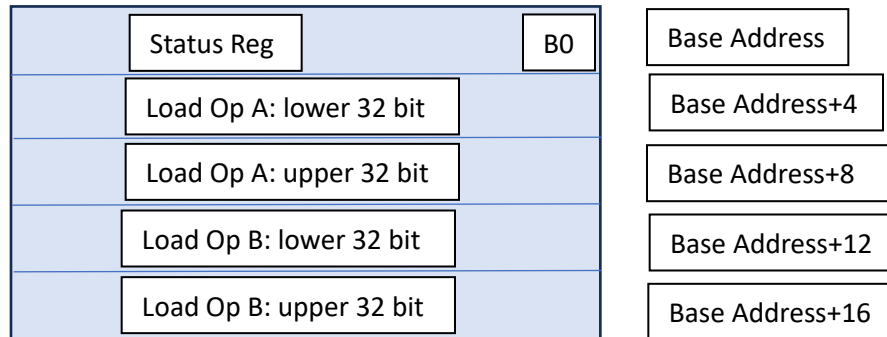 Status Reg B0 Base Address
Load Op A: lower 32 bit Base Address+4
Load Op A: upper 32 bit Base Address+8
Load Op B: lower 32 bit Base Address+12
Load Op B: upper 32 bit Base Address+16